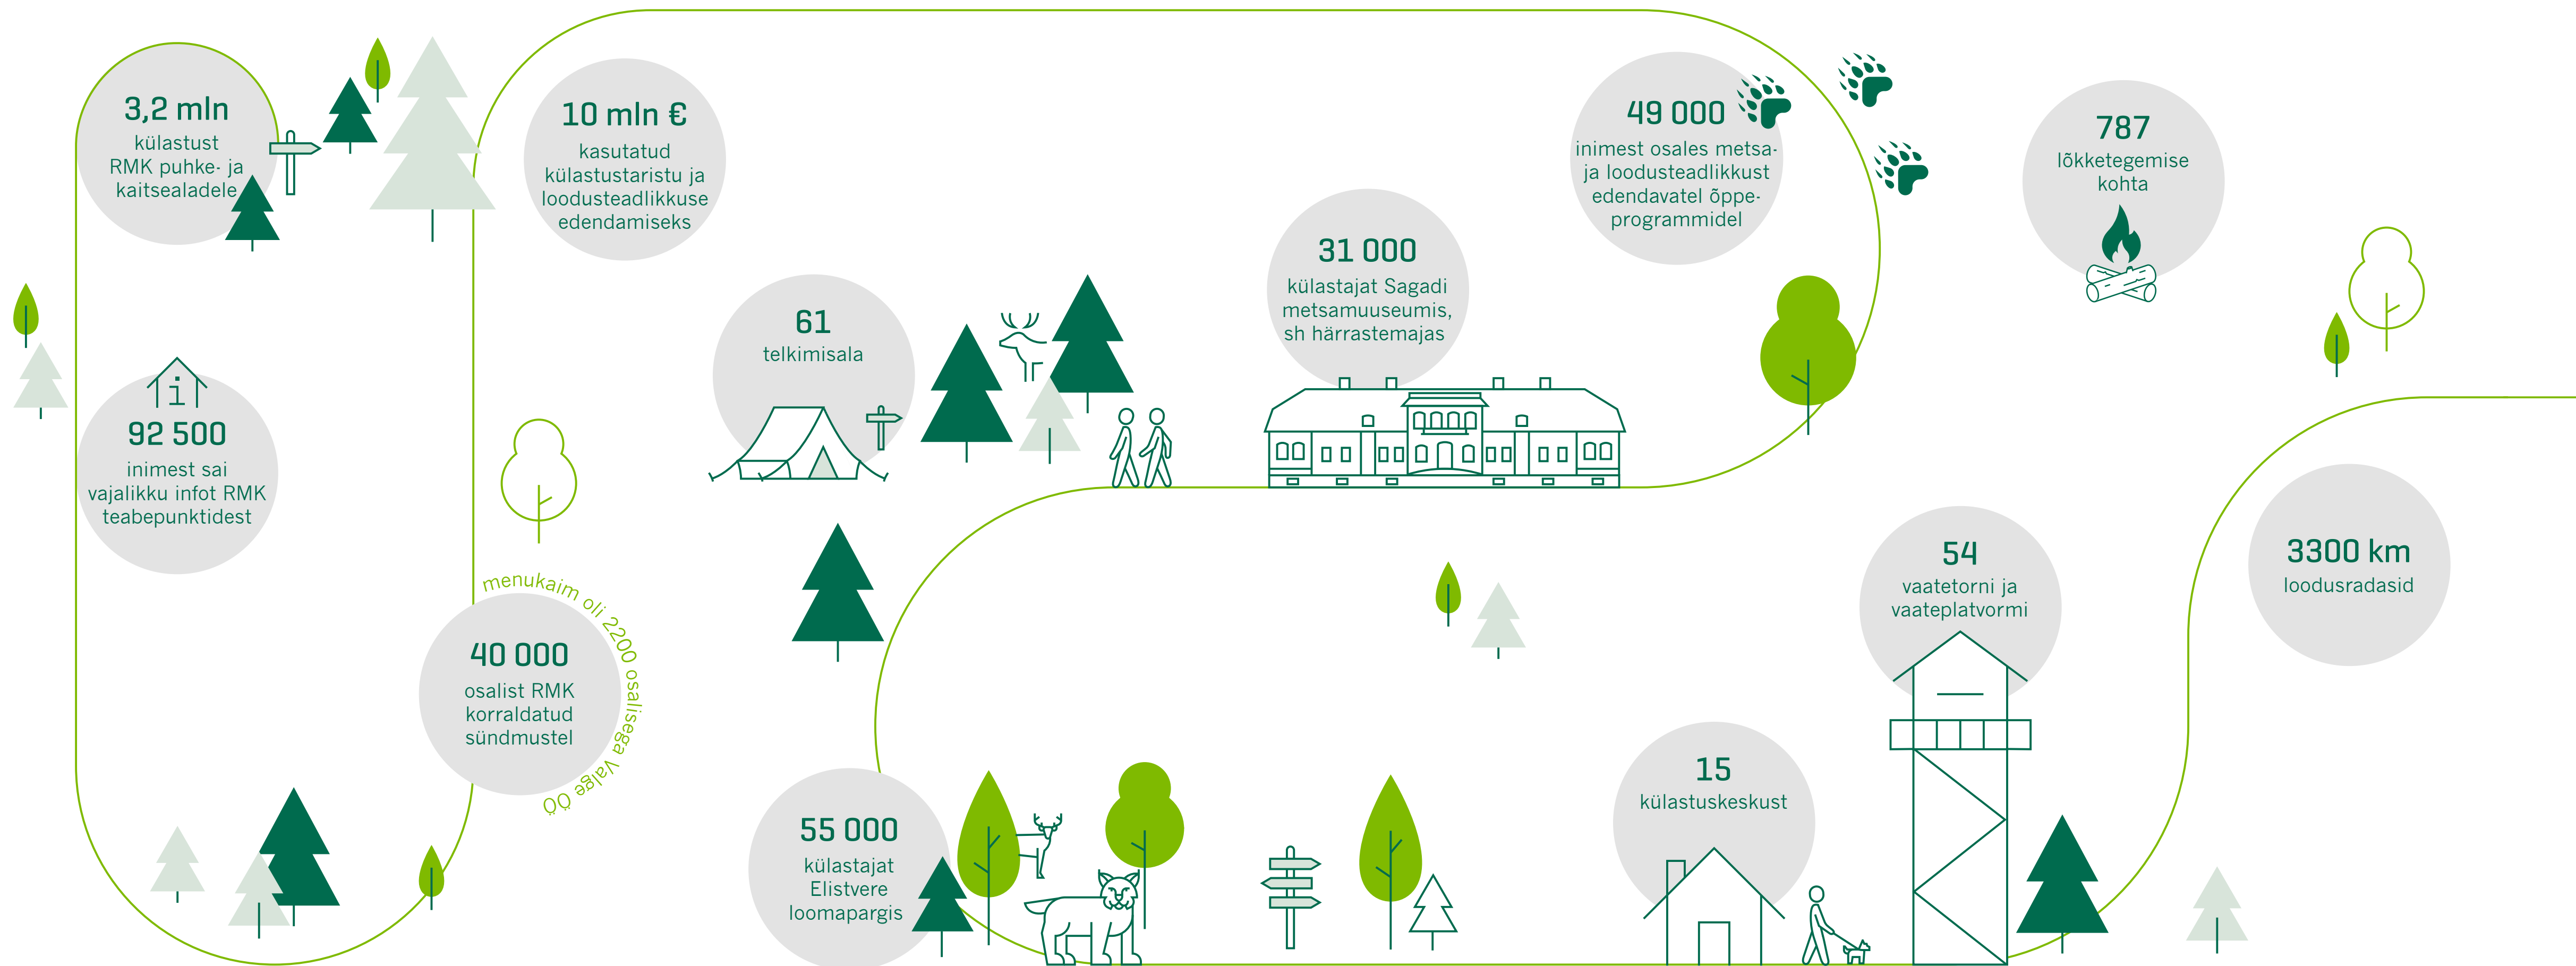 3,2 mln
külastust
RMK puhke- ja
kaitsealadele
i
92 500
inimest sai
vajalikku infot RMK
teabepunktidest
40 000
osalist RMK
korraldatud
sündmustel
menukaim oli 2200 osalisega Valge ÖÖ
10 mln €
kasutatud
külastustaristu ja
loodusteadlikkuse
edendamiseks
61
telkimisala
31 000
külastajat Sagadi
metsamuuseumis,
sh härrastemajas
49 000
inimest osales metsa-
ja loodusteadlikkust
edendavatel õppe-
programmidel
55 000
külastajat
Elistvere
loomapargis
15
külastuskeskust
54
vaatetorni ja
vaateplatvormi
787
lõkketegemise
kohta
3300 km
loodusradasid